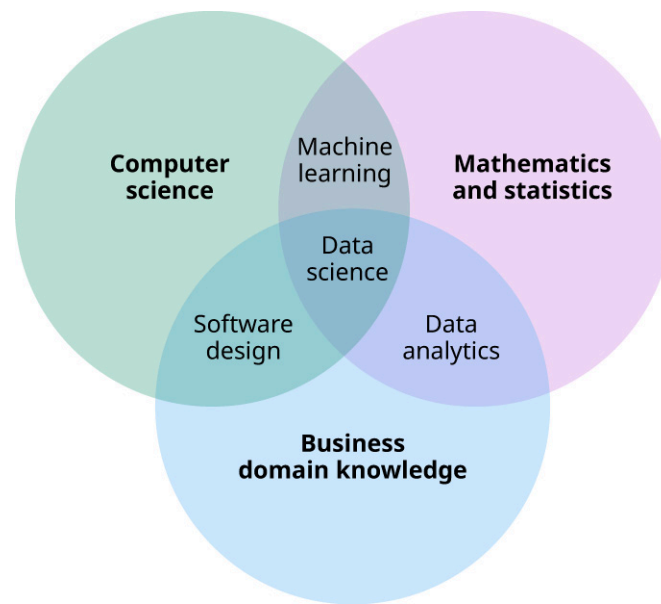 Computer
science
Machine
learning
Mathematics
and statistics
Data
science
Software
design
Data
analytics
Business
domain knowledge